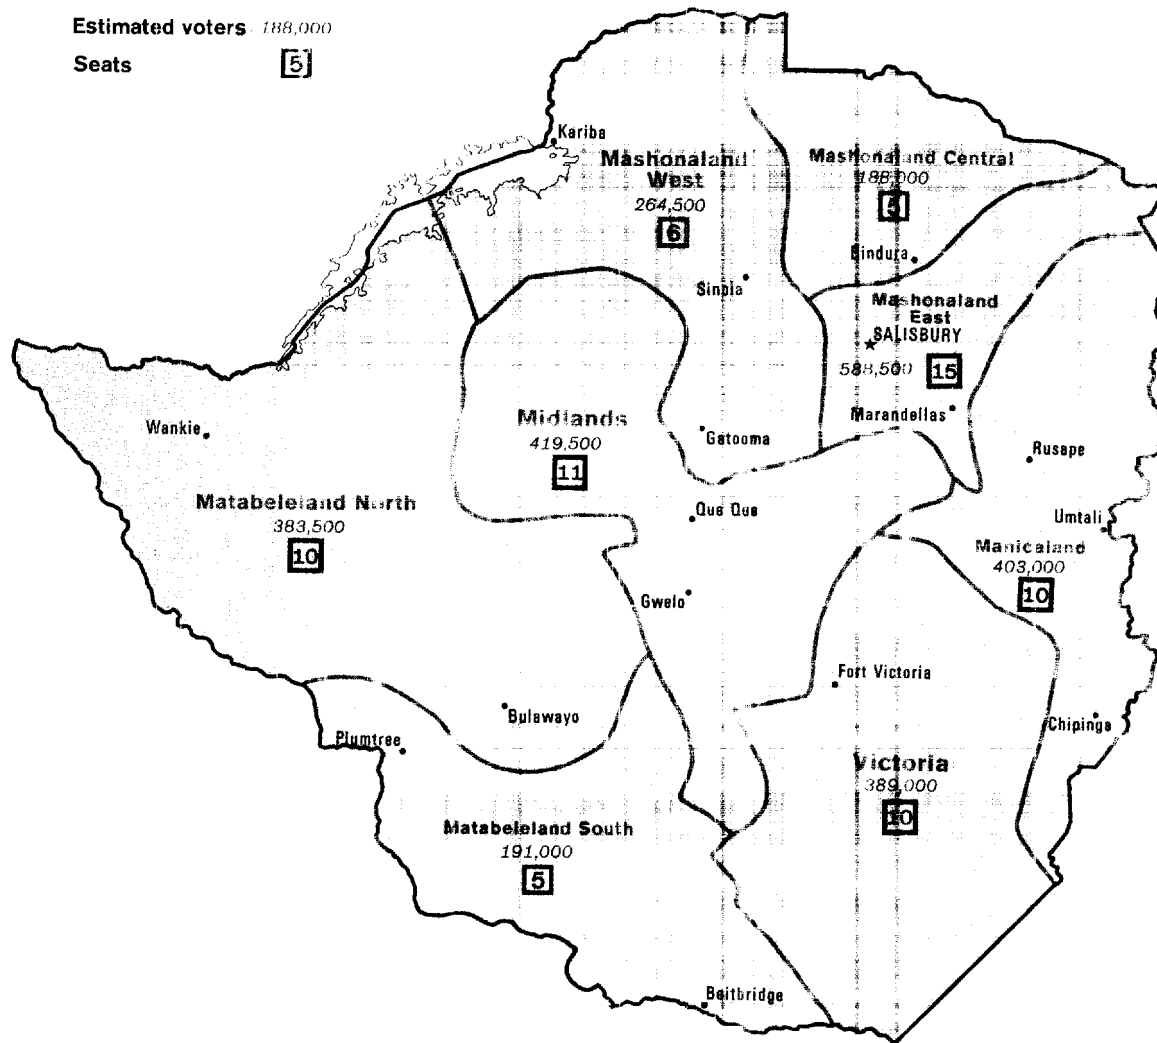 Estimated voters 188,000
Seats 5
Kariba
Mashonaland
West
264,500
6
Mashonaland Central
188,000
5
Bindura
Sinoia
Mashonaland
East
SALISBURY
588,500 15
Marandellas
Wankie
Midlands
419,500
11
Gatooma
Rusape
Matabeleland North
383,500
10
Que Que
Umtali
Manicaland
403,000
10
Gwelo
Fort Victoria
Bulawayo
Chipinga
Plumtree
Victoria
389,000
10
Matabeleland South
191,000
5
Beitbridge